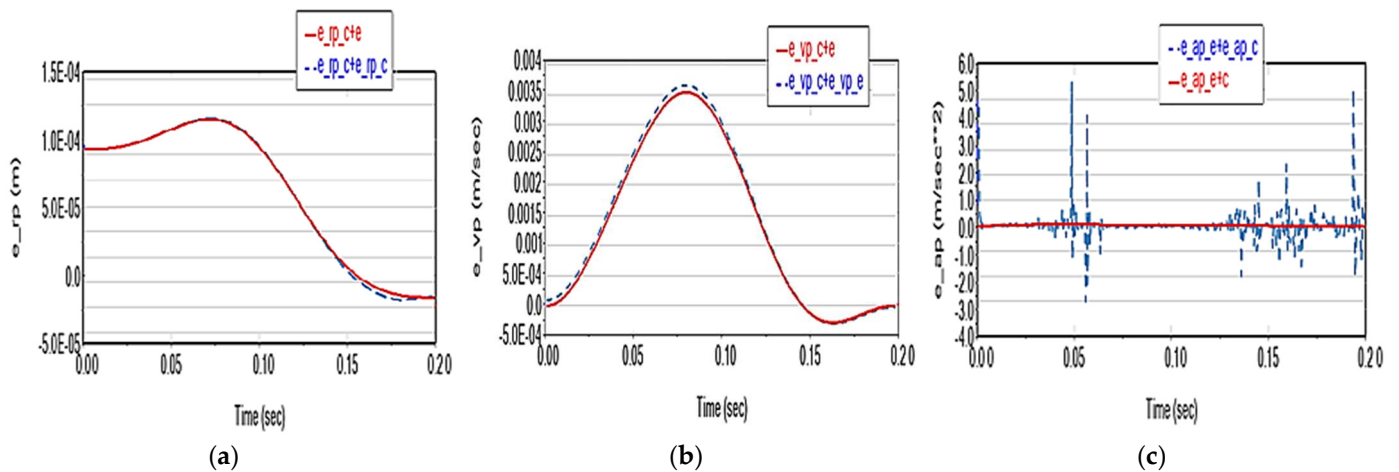 e_rp_c+e
e_rp_c+e_rp_c
1.5E-04
1.0E-04
5.0E-05
0.0
-5.0E-05
e_rp (m)
0.00 0.05 0.10 0.15 0.20
Time (sec)
(a)
e_vp_c+e
e_vp_c+e_vp_e
0.004
0.0035
0.003
0.0025
0.002
0.0015
0.001
5.0E-04
0.0
-5.0E-04
e_vp (m/sec)
0.00 0.05 0.10 0.15 0.20
Time (sec)
(b)
e_ap_e+e_ap_c
e_ap_e+c
6.0
5.0
4.0
3.0
2.0
1.0
0.0
-1.0
-2.0
-3.0
-4.0
e_ap (m/sec**2)
0.00 0.05 0.10 0.15 0.20
Time (sec)
(c)